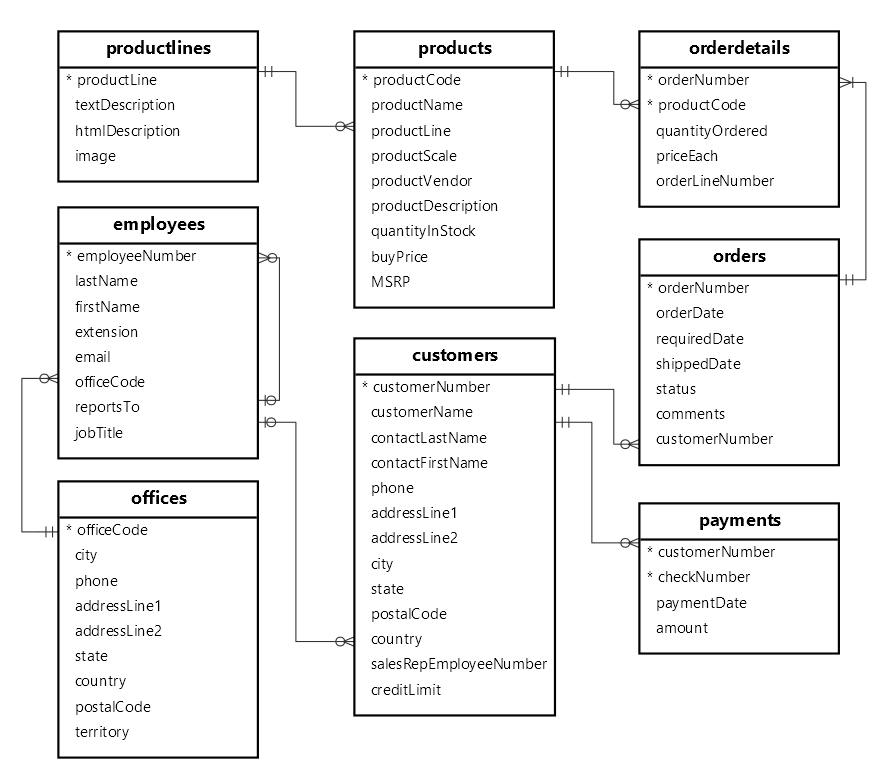 productlines
* productLine
textDescription
htmlDescription
image
products
* productCode
productName
productLine
productScale
productVendor
productDescription
quantityInStock
buyPrice
MSRP
orderdetails
* orderNumber
* productCode
quantityOrdered
priceEach
orderLineNumber
employees
* employeeNumber
lastName
firstName
extension
email
officeCode
reportsTo
jobTitle
customers
* customerNumber
customerName
contactLastName
contactFirstName
phone
addressLine1
addressLine2
city
state
postalCode
country
salesRepEmployeeNumber
creditLimit
orders
* orderNumber
orderDate
requiredDate
shippedDate
status
comments
customerNumber
offices
* officeCode
city
phone
addressLine1
addressLine2
state
country
postalCode
territory
payments
* customerNumber
* checkNumber
paymentDate
amount